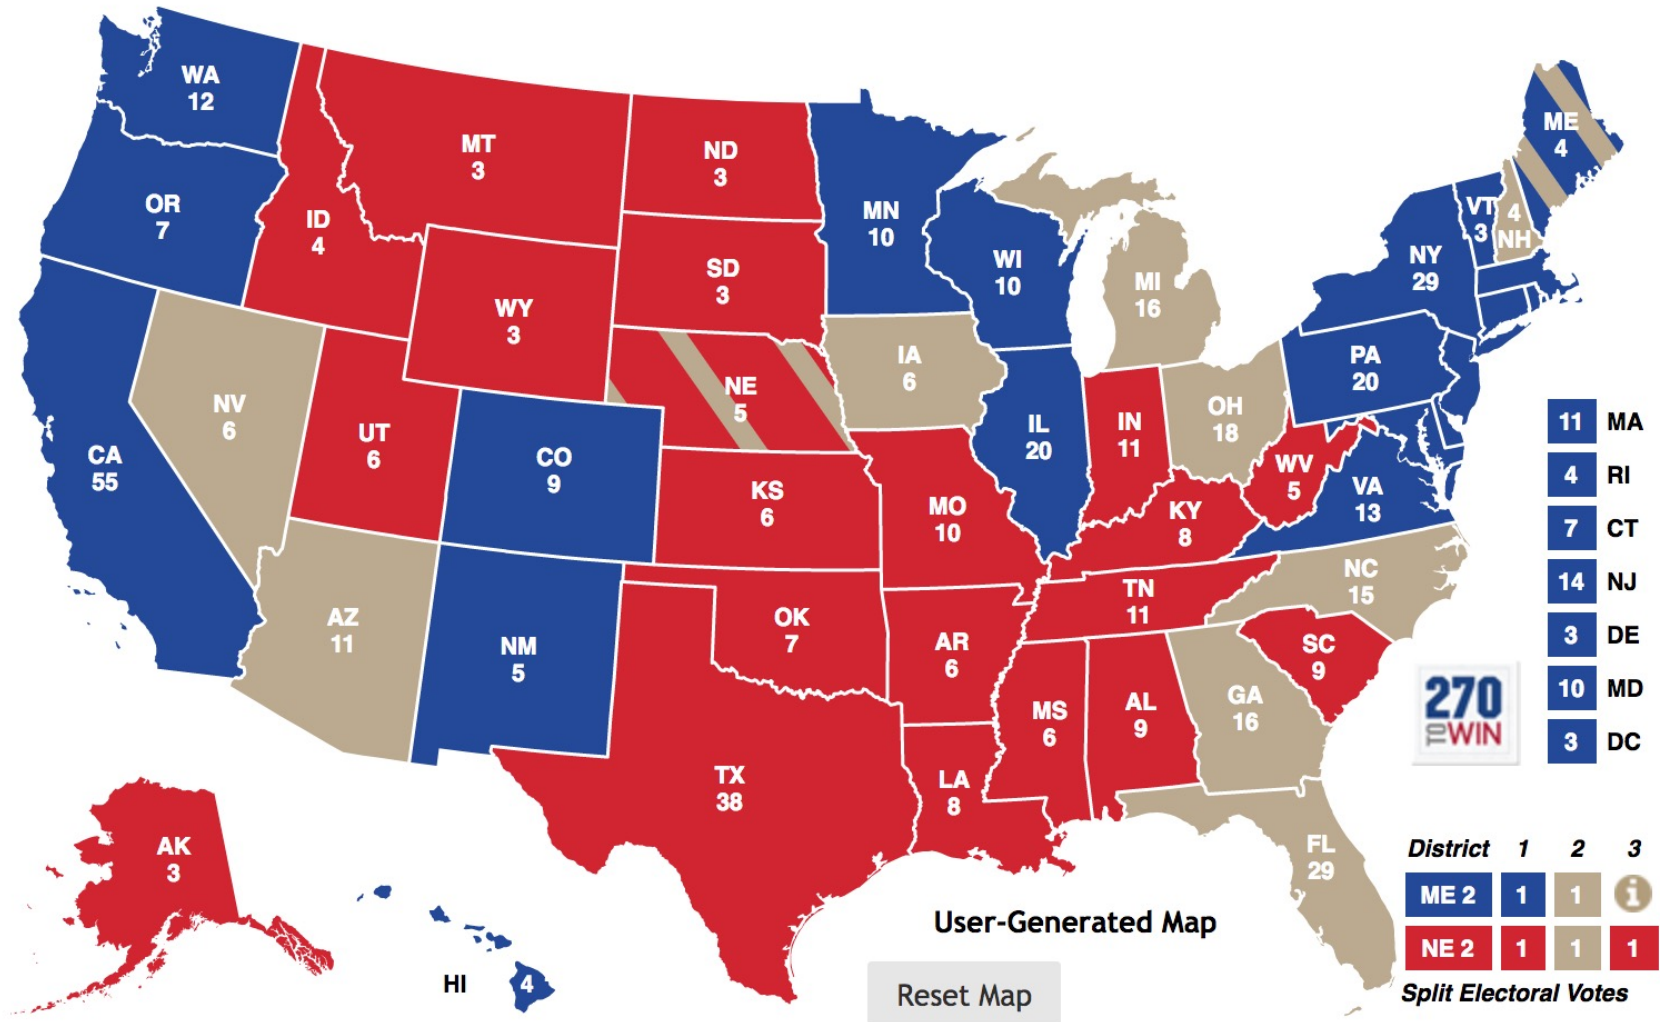 WA
12
OR
7
CA
55
NV
6
ID
4
MT
3
WY
3
UT
6
CO
9
AZ
11
NM
5
ND
3
SD
3
NE
5
KS
6
OK
7
TX
38
MN
10
IA
6
MO
10
AR
6
LA
8
WI
10
IL
20
MI
16
IN
11
OH
18
KY
8
TN
11
MS
6
AL
9
GA
16
FL
29
SC
9
NC
15
VA
13
WV
5
PA
20
NY
29
VT
3
4
NH
ME
4
AK
3
HI
4
11 MA
4 RI
7 CT
14 NJ
3 DE
10 MD
3 DC
270
TO WIN
District 1 2 3
ME 2 1 1 i
NE 2 1 1 1
Split Electoral Votes
User-Generated Map
Reset Map